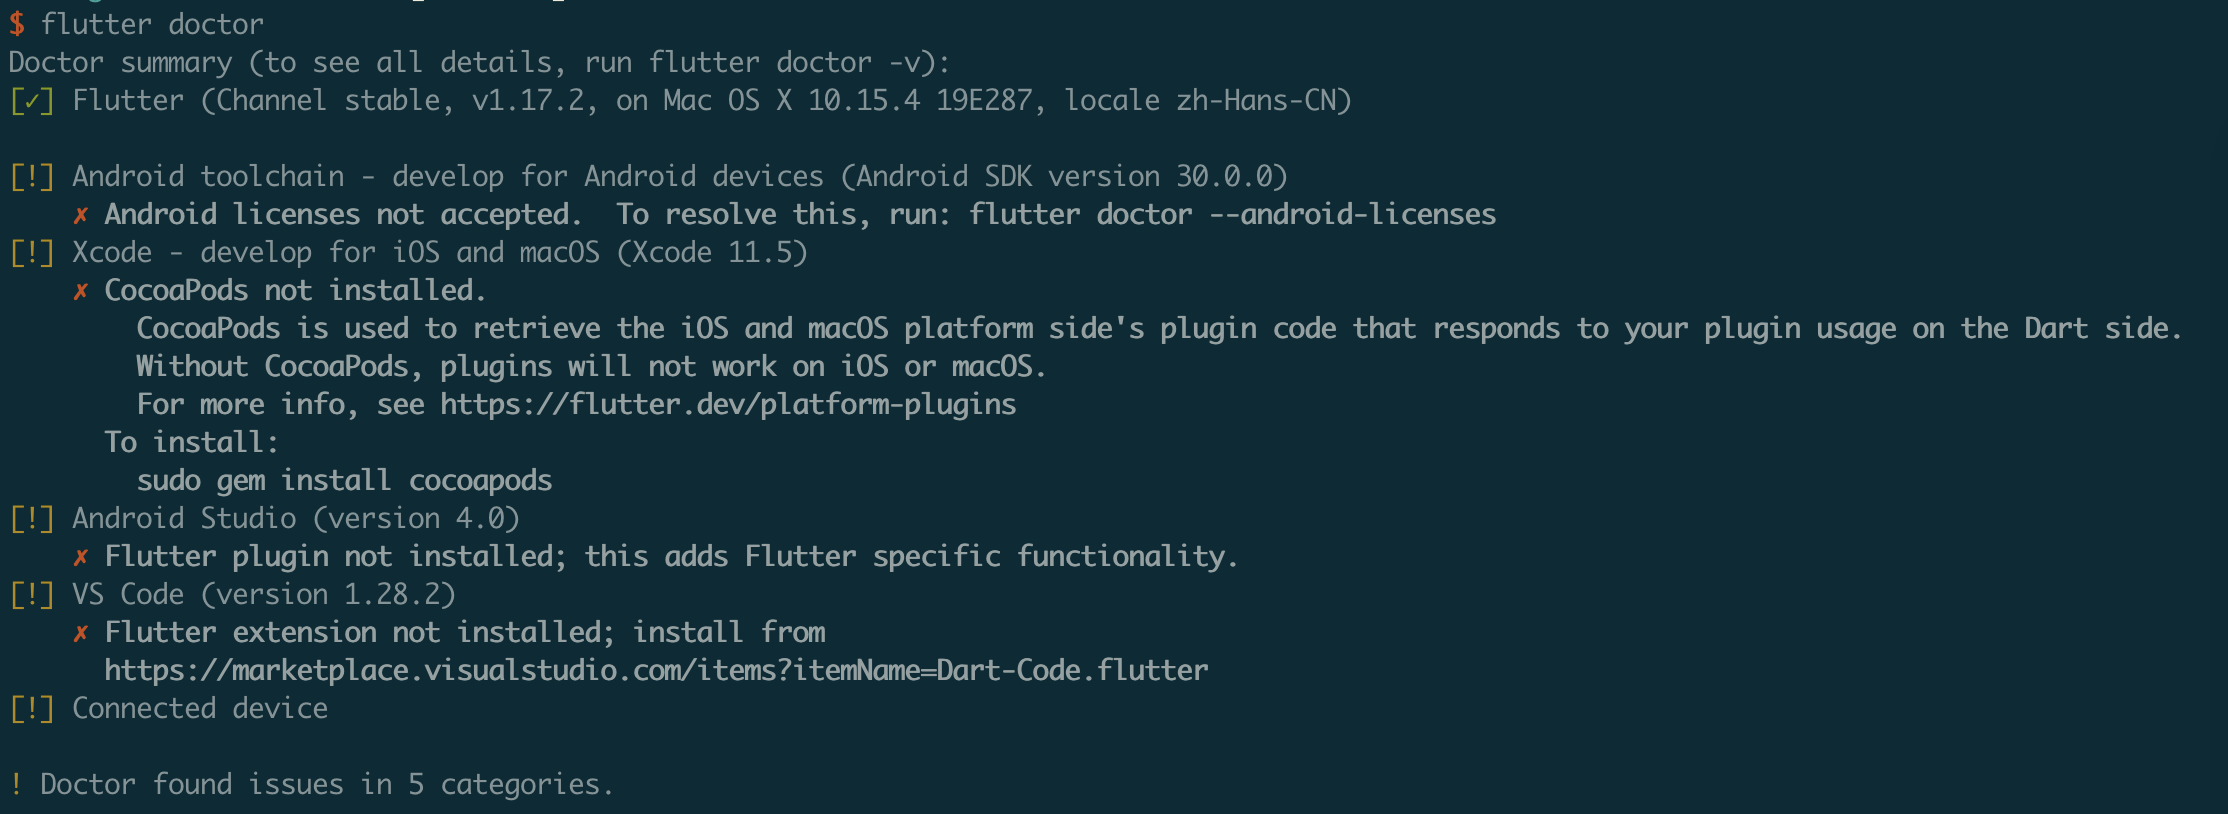 $ flutter doctor
Doctor summary (to see all details, run flutter doctor -v):
[✓] Flutter (Channel stable, v1.17.2, on Mac OS X 10.15.4 19E287, locale zh-Hans-CN)
[!] Android toolchain - develop for Android devices (Android SDK version 30.0.0)
✗ Android licenses not accepted.  To resolve this, run: flutter doctor --android-licenses
[!] Xcode - develop for iOS and macOS (Xcode 11.5)
✗ CocoaPods not installed.
CocoaPods is used to retrieve the iOS and macOS platform side's plugin code that responds to your plugin usage on the Dart side.
Without CocoaPods, plugins will not work on iOS or macOS.
For more info, see https://flutter.dev/platform-plugins
To install:
sudo gem install cocoapods
[!] Android Studio (version 4.0)
✗ Flutter plugin not installed; this adds Flutter specific functionality.
[!] VS Code (version 1.28.2)
✗ Flutter extension not installed; install from
https://marketplace.visualstudio.com/items?itemName=Dart-Code.flutter
[!] Connected device
! Doctor found issues in 5 categories.